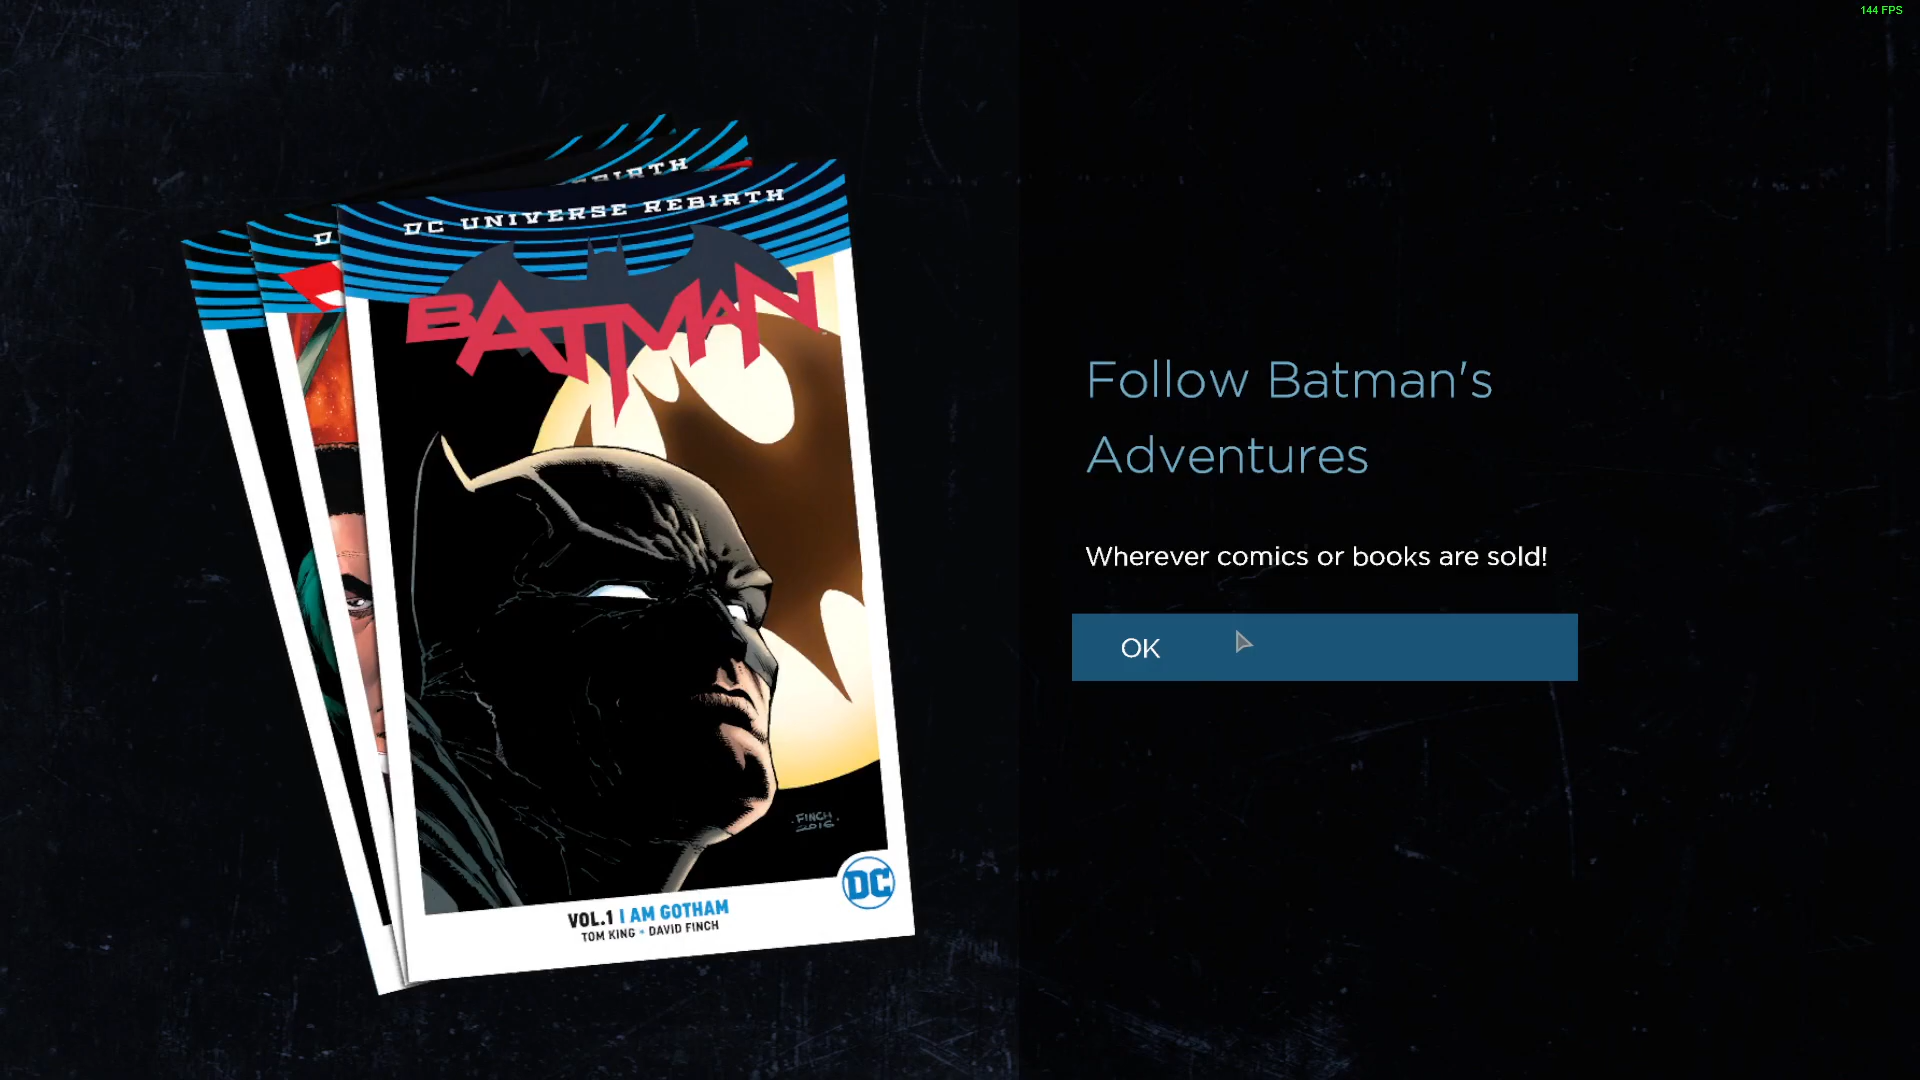 144 FPS
DC UNIVERSE REBIRTH
BATMAN
FINCH
2016
DC
VOL.1 I AM GOTHAM
TOM KING • DAVID FINCH
Follow Batman's
Adventures
Wherever comics or books are sold!
OK